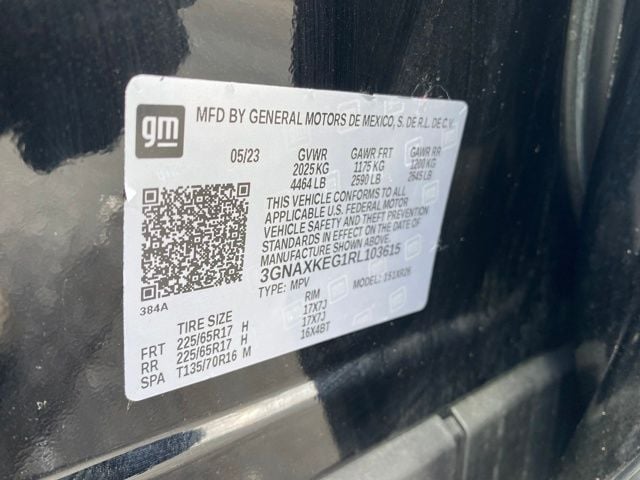 gm
MFD BY GENERAL MOTORS DE MEXICO, S. DE R.L. DE C.V.
05/23 GVWR GAWR FRT GAWR RR
2025 KG 1175 KG 1200 KG
4464 LB 2590 LB 2645 LB
THIS VEHICLE CONFORMS TO ALL
APPLICABLE U.S. FEDERAL MOTOR
VEHICLE SAFETY AND THEFT PREVENTION
STANDARDS IN EFFECT ON THE DATE OF
MANUFACTURE SHOWN ABOVE.
3GNAXKEG1RL103615
TYPE: MPV MODEL: 1S1XR26
384A
TIRE SIZE RIM
FRT 225/65R17 H 17X7J
RR 225/65R17 H 17X7J
SPA T135/70R16 M 16X4BT